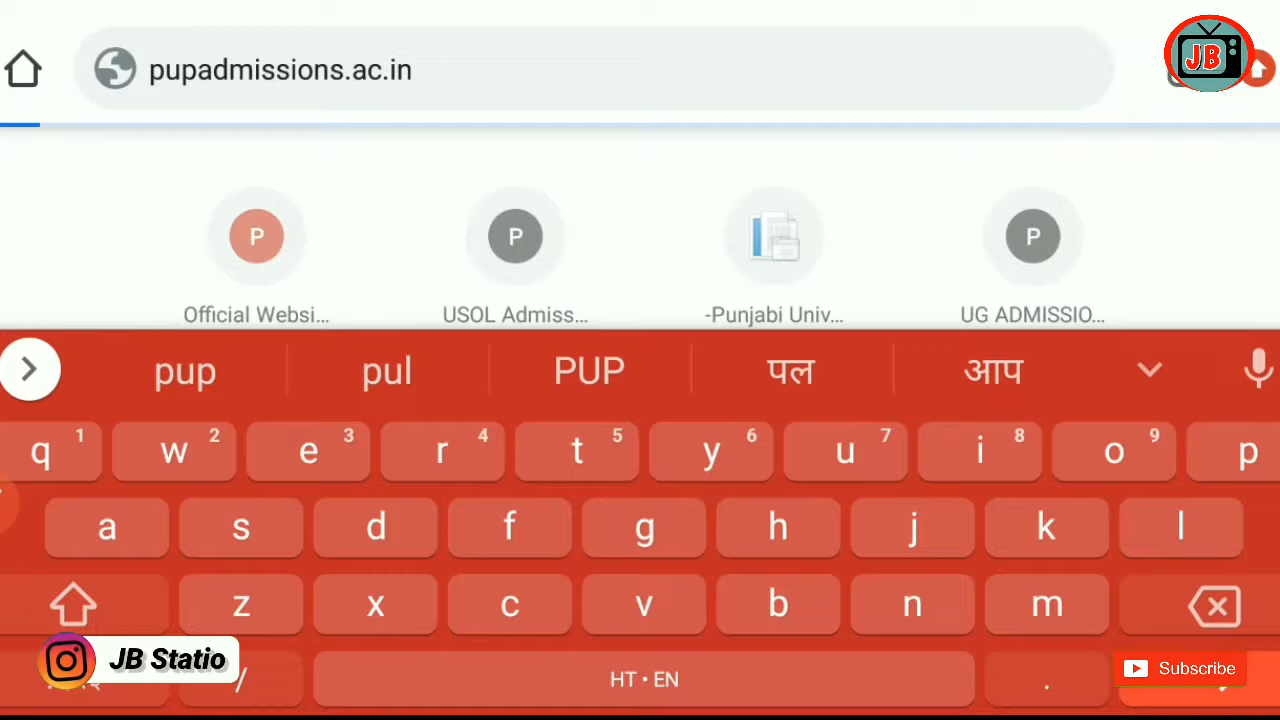 pupadmissions.ac.in
JB
P
P
P
Official Websi...
USOL Admiss...
-Punjabi Univ...
UG ADMISSIO...
pup
pul
PUP
पल
आप
q 1 w 2 e 3 r 4 t 5 y 6 u 7 i 8 o 9 p
a s d f g h j k l
z x c v b n m
JB Statio
/
HT • EN
.
Subscribe